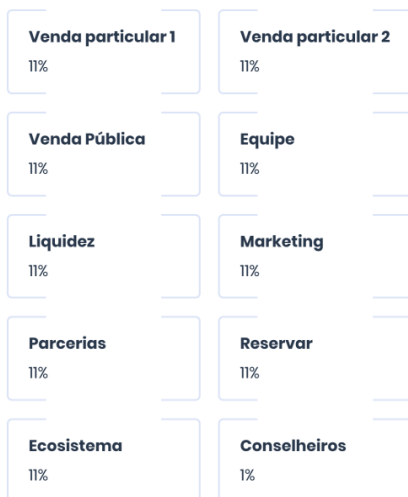 Venda particular 1
11%
Venda particular 2
11%
Venda Pública
11%
Equipe
11%
Liquidez
11%
Marketing
11%
Parcerias
11%
Reservar
11%
Ecosistema
11%
Conselheiros
1%